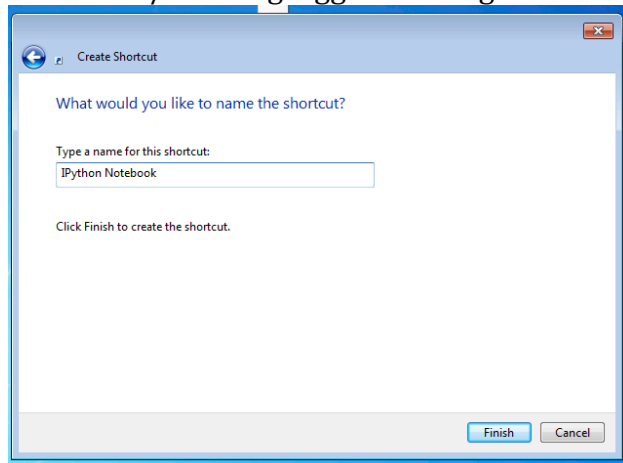 Create Shortcut
What would you like to name the shortcut?
Type a name for this shortcut:
IPython Notebook
Click Finish to create the shortcut.
Finish Cancel